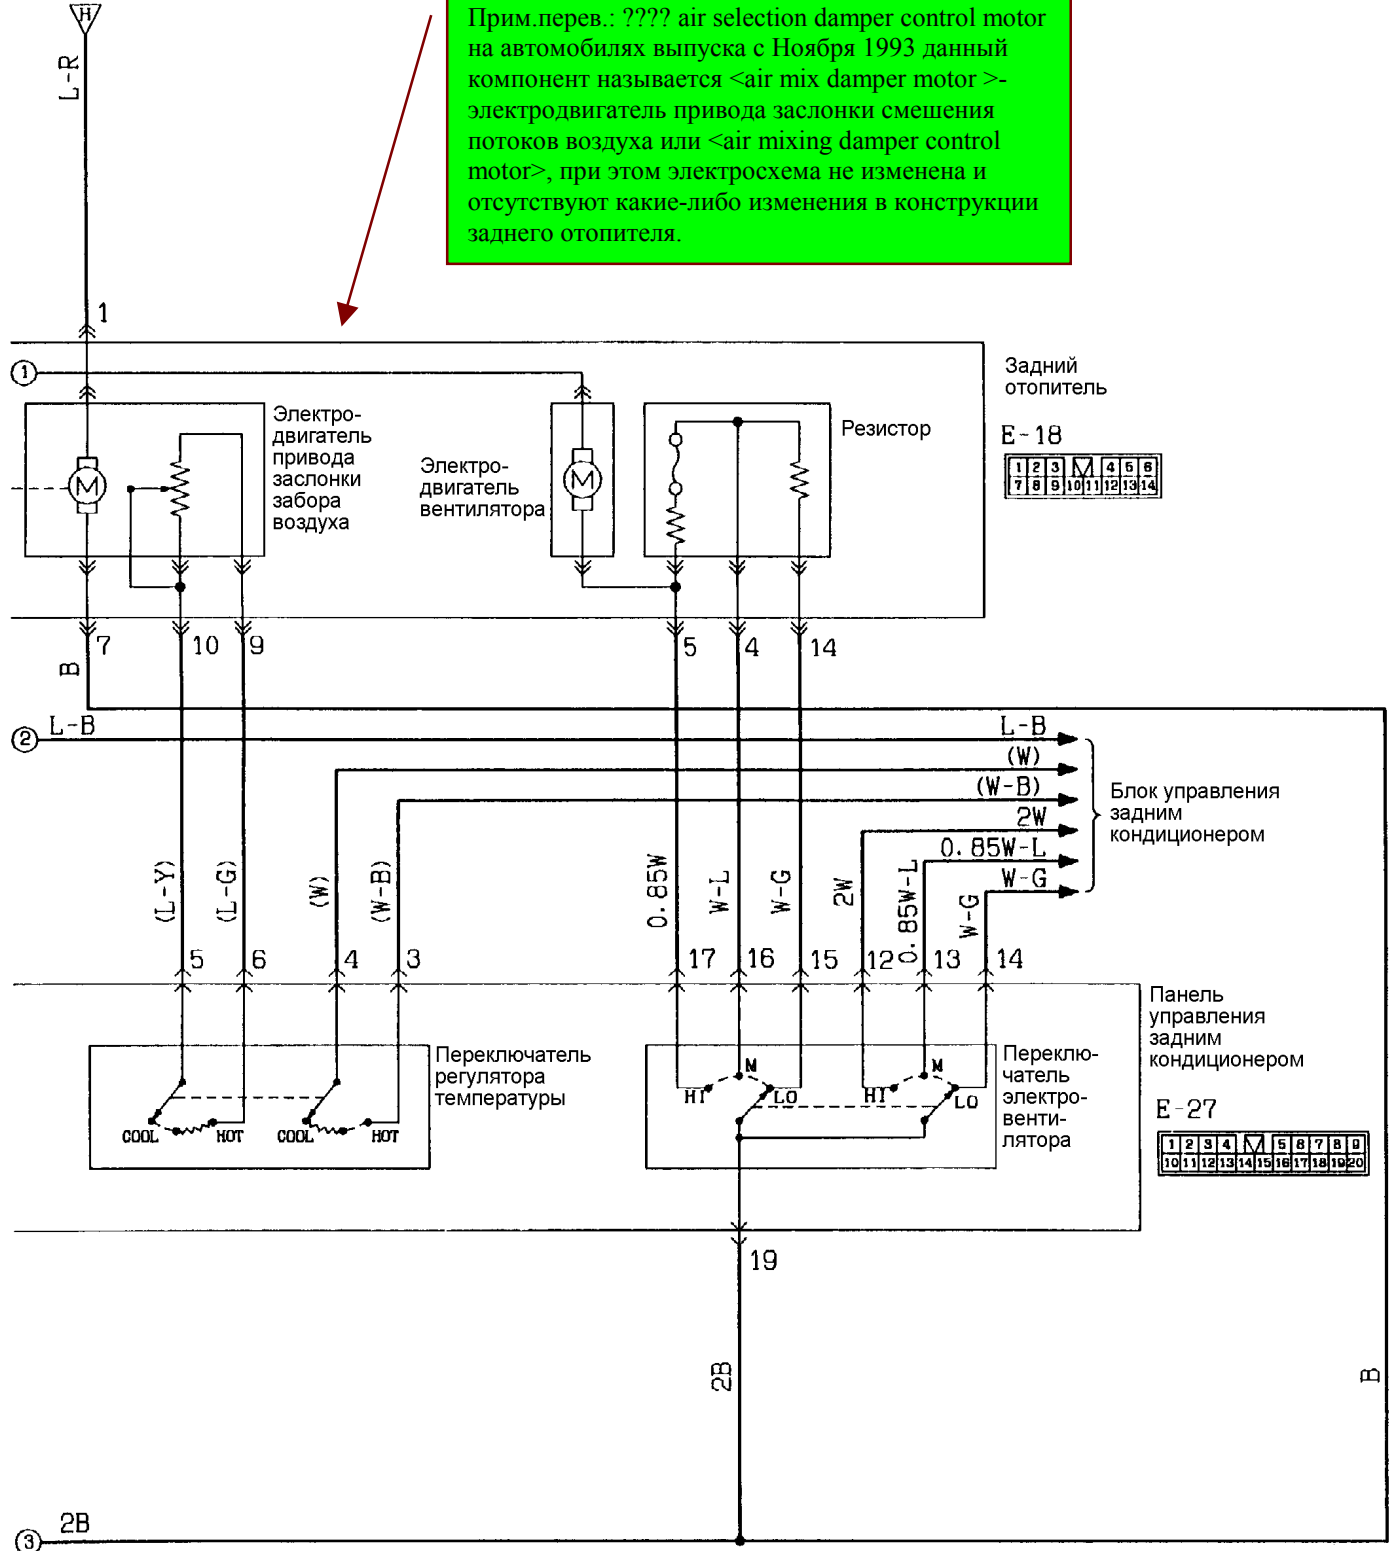 H
L-R
Прим.перев.: ???? air selection damper control motor
на автомобилях выпуска с Ноября 1993 данный
компонент называется <air mix damper motor >-
электродвигатель привода заслонки смешения
потоков воздуха или <air mixing damper control
motor>, при этом электросхема не изменена и
отсутствуют какие-либо изменения в конструкции
заднего отопителя.
1
1
Задний
отопитель
E-18
1 2 3 4 5 6
7 8 9 10 11 12 13 14
Электро-
двигатель
привода
заслонки
забора
воздуха
M
Электро-
двигатель
вентилятора
M
Резистор
7 10 9 5 4 14
B
2
L-B
L-B
(W)
(W-B)
2W
0.85W-L
W-G
Блок управления
задним
кондиционером
(L-Y)
(L-G)
(W)
(W-B)
0.85W
W-L
W-G
2W
0.85W-L
W-G
5 6 4 3 17 16 15 12 13 14
Панель
управления
задним
кондиционером
Переключатель
регулятора
температуры
COOL HOT COOL HOT
HI M LO HI M LO
Переклю-
чатель
электро-
венти-
лятора
E-27
1 2 3 4 5 6 7 8 9
10 11 12 13 14 15 16 17 18 19 20
19
2B
B
3
2B